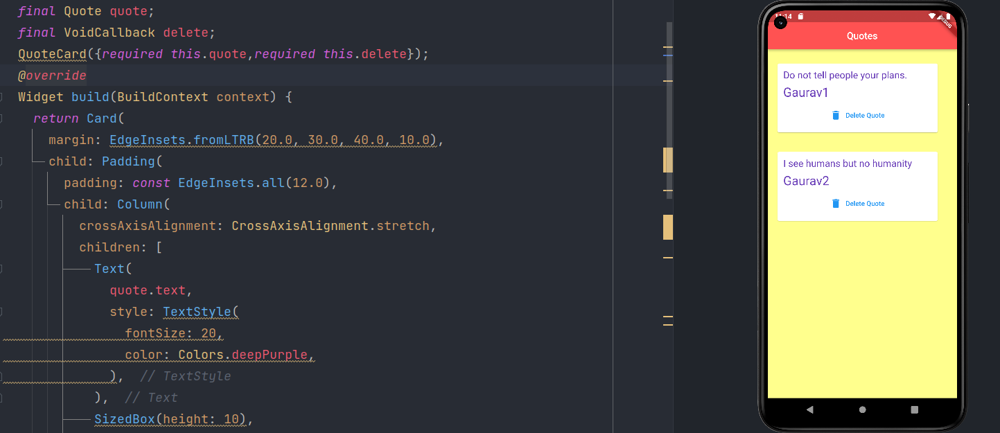 final Quote quote;
final VoidCallback delete;
QuoteCard({required this.quote,required this.delete});
@override
Widget build(BuildContext context) {
return Card(
margin: EdgeInsets.fromLTRB(20.0, 30.0, 40.0, 10.0),
child: Padding(
padding: const EdgeInsets.all(12.0),
child: Column(
crossAxisAlignment: CrossAxisAlignment.stretch,
children: [
Text(
quote.text,
style: TextStyle(
fontSize: 20,
color: Colors.deepPurple,
), // TextStyle
), // Text
SizedBox(height: 10),
DEBUG
Quotes
Do not tell people your plans.
Gaurav1
Delete Quote
I see humans but no humanity
Gaurav2
Delete Quote